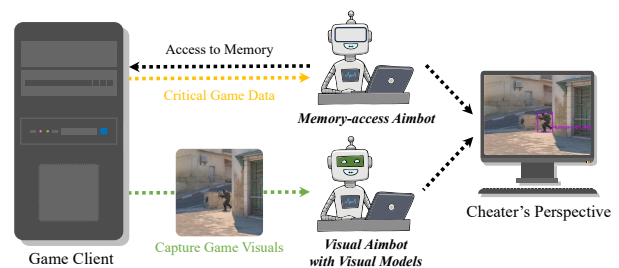 Access to Memory
Critical Game Data
Memory-access Aimbot
Capture Game Visuals
Visual Aimbot
with Visual Models
Game Client
Cheater's Perspective